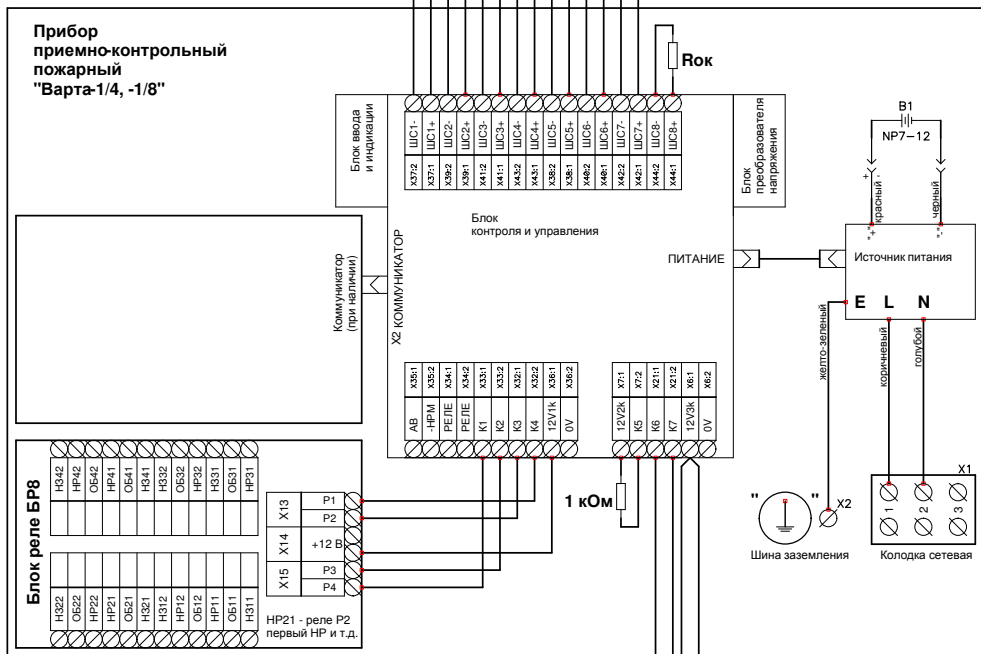 Прибор
приемно-контрольный
пожарный
"Варта-1/4, -1/8"
Rок
Блок ввода
и индикации
ШС1-
ШС1+
ШС2-
ШС2+
ШС3-
ШС3+
ШС4-
ШС4+
ШС5-
ШС5+
ШС6-
ШС6+
ШС7-
ШС7+
ШС8-
ШС8+
X37:2
X37:1
X39:2
X39:1
X41:2
X41:1
X43:2
X43:1
X38:2
X38:1
X40:2
X40:1
X42:2
X42:1
X44:2
X44:1
Блок
преобразователя
напряжения
Блок
контроля и управления
B1
NP7-12
+
-
красный
черный
"+"
"-"
Источник питания
ПИТАНИЕ
Коммуникатор
(при наличии)
X2 КОММУНИКАТОР
E L N
желто-зеленый
коричневый
голубой
X35:1
X35:2
X34:1
X34:2
X33:1
X33:2
X32:1
X32:2
X36:1
X36:2
АВ
-НРМ
РЕЛЕ
РЕЛЕ
К1
К2
К3
К4
12V1k
0V
X7:1
X7:2
X21:1
X21:2
X6:1
X6:2
12V2k
К5
К6
К7
12V3k
0V
1 кОм
Блок реле БР8
НЗ42
НР42
ОБ42
НР41
ОБ41
НЗ41
НЗ32
ОБ32
НР32
НЗ31
ОБ31
НР31
НЗ22
ОБ22
НР22
НР21
ОБ21
НЗ21
НЗ12
НР12
ОБ12
НР11
ОБ11
НЗ11
X13
X14
X15
Р1
Р2
+12 В
Р3
Р4
НР21 - реле Р2
первый НР и т.д.
" "
X2
Шина заземления
X1
1
2
3
Колодка сетевая